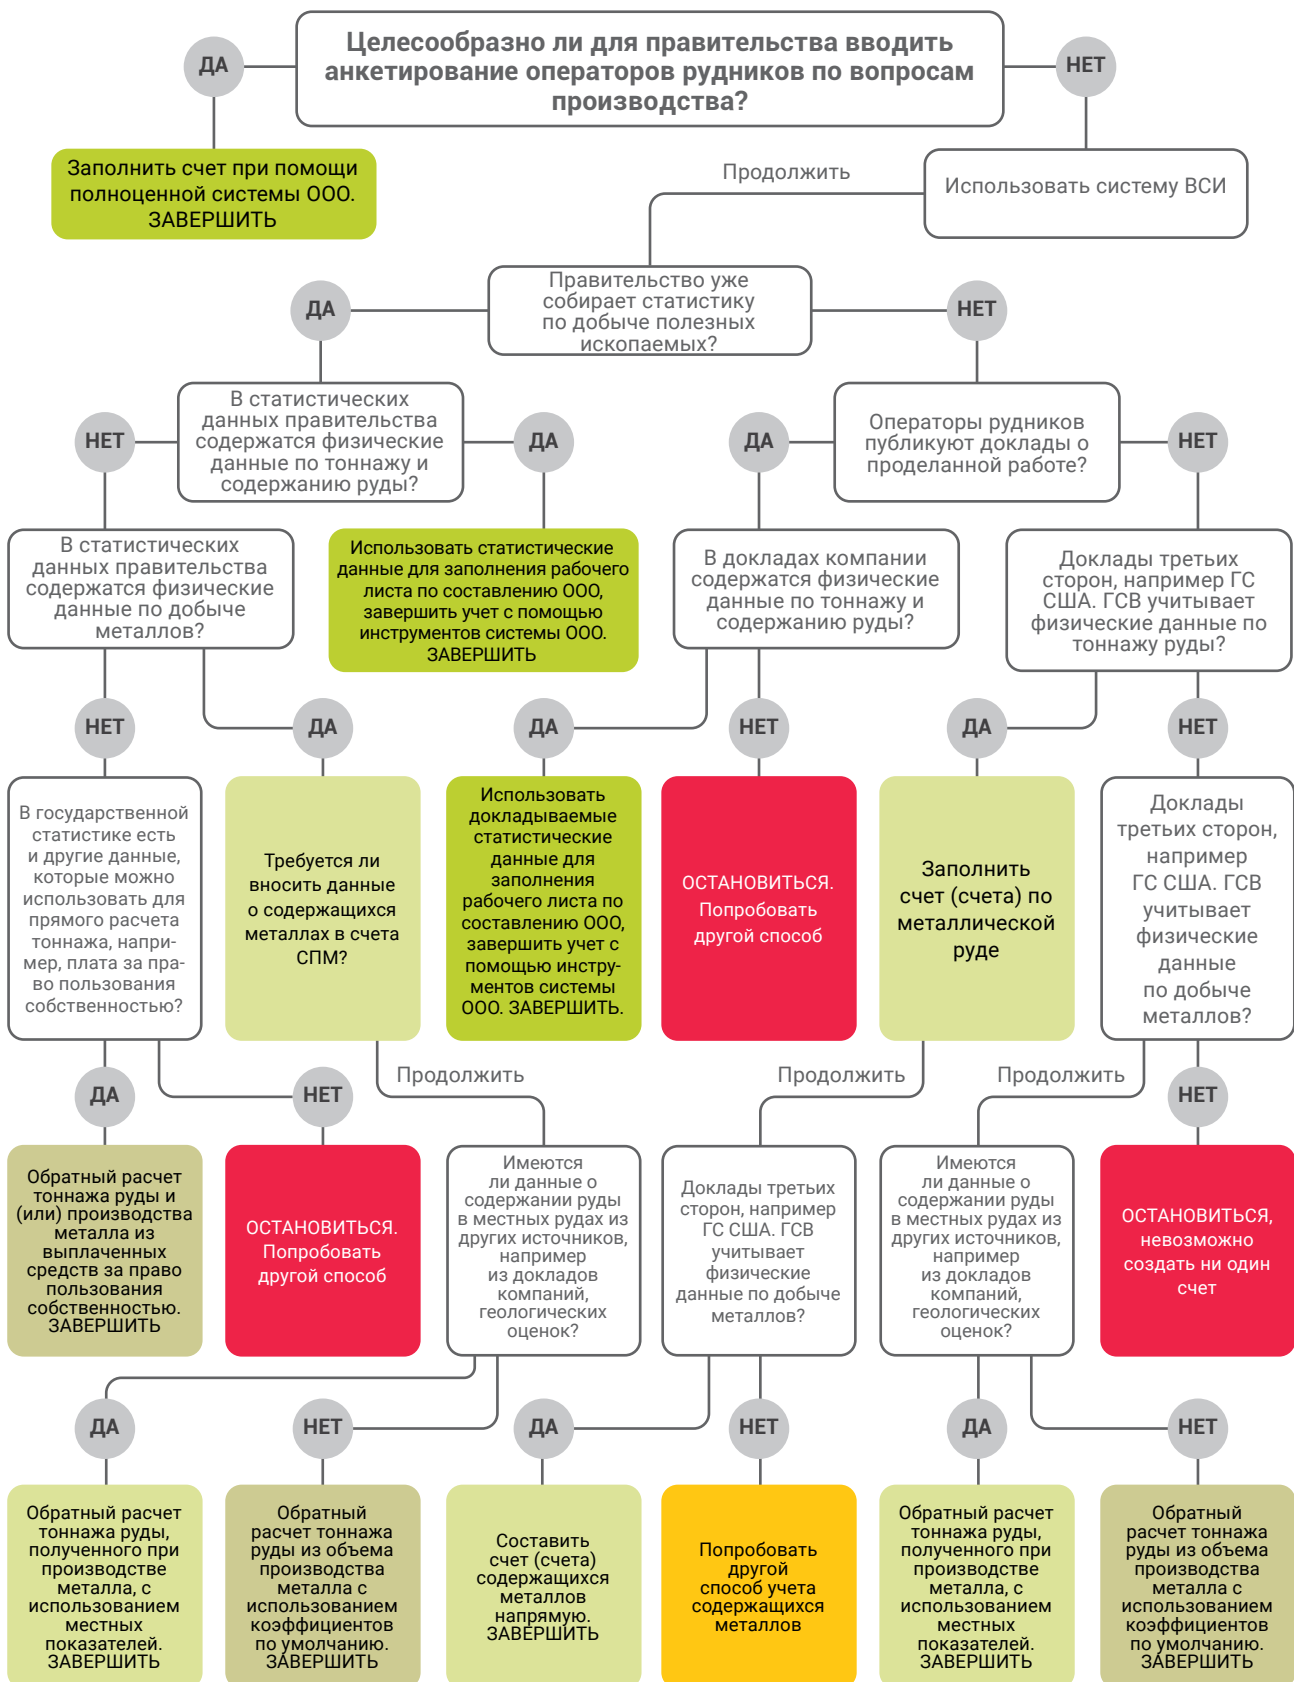 Целесообразно ли для правительства вводить
анкетирование операторов рудников по вопросам
производства?
ДА
НЕТ
Заполнить счет при помощи
полноценной системы ООО.
ЗАВЕРШИТЬ
Продолжить
Использовать систему ВСИ
Правительство уже
собирает статистику
по добыче полезных
ископаемых?
ДА
НЕТ
В статистических
данных правительства
содержатся физические
данные по тоннажу и
содержанию руды?
НЕТ
ДА
Операторы рудников
публикуют доклады о
проделанной работе?
ДА
НЕТ
В статистических
данных правительства
содержатся физические
данные по добыче
металлов?
Использовать статистические
данные для заполнения рабочего
листа по составлению ООО,
завершить учет с помощью
инструментов системы ООО.
ЗАВЕРШИТЬ
В докладах компании
содержатся физические
данные по тоннажу и
содержанию руды?
Доклады третьих
сторон, например ГС
США. ГСВ учитывает
физические данные по
тоннажу руды?
НЕТ
ДА
ДА
НЕТ
ДА
НЕТ
В государственной
статистике есть
и другие данные,
которые можно
использовать для
прямого расчета
тоннажа, напри-
мер, плата за пра-
во пользования
собственностью?
Требуется ли
вносить данные
о содержащихся
металлах в счета
СПМ?
Использовать
докладываемые
статистические
данные для
заполнения
рабочего листа по
составлению ООО,
завершить учет с
помощью инстру-
ментов системы
ООО. ЗАВЕРШИТЬ.
ОСТАНОВИТЬСЯ.
Попробовать
другой способ
Заполнить
счет (счета) по
металлической
руде
Доклады
третьих сторон,
например
ГС США. ГСВ
учитывает
физические
данные
по добыче
металлов?
ДА
НЕТ
Продолжить
Продолжить
Продолжить
НЕТ
Обратный расчет
тоннажа руды и
(или) производства
металла из
выплаченных
средств за право
пользования
собственностью.
ЗАВЕРШИТЬ
ОСТАНОВИТЬСЯ.
Попробовать
другой способ
Имеются
ли данные о
содержании руды
в местных рудах из
других источников,
например
из докладов
компаний,
геологических
оценок?
Доклады третьих
сторон, например
ГС США. ГСВ
учитывает
физические
данные по добыче
металлов?
Имеются
ли данные о
содержании руды
в местных рудах из
других источников,
например
из докладов
компаний,
геологических
оценок?
ОСТАНОВИТЬСЯ,
невозможно
создать ни один
счет
ДА
НЕТ
ДА
НЕТ
ДА
НЕТ
Обратный расчет
тоннажа руды,
полученного при
производстве
металла, с
использованием
местных
показателей.
ЗАВЕРШИТЬ
Обратный
расчет тоннажа
руды из объема
производства
металла с
использованием
коэффициентов
по умолчанию.
ЗАВЕРШИТЬ
Составить
счет (счета)
содержащихся
металлов
напрямую.
ЗАВЕРШИТЬ
Попробовать
другой
способ учета
содержащихся
металлов
Обратный расчет
тоннажа руды,
полученного при
производстве
металла, с
использованием
местных
показателей.
ЗАВЕРШИТЬ
Обратный
расчет тоннажа
руды из объема
производства
металла с
использованием
коэффициентов
по умолчанию.
ЗАВЕРШИТЬ